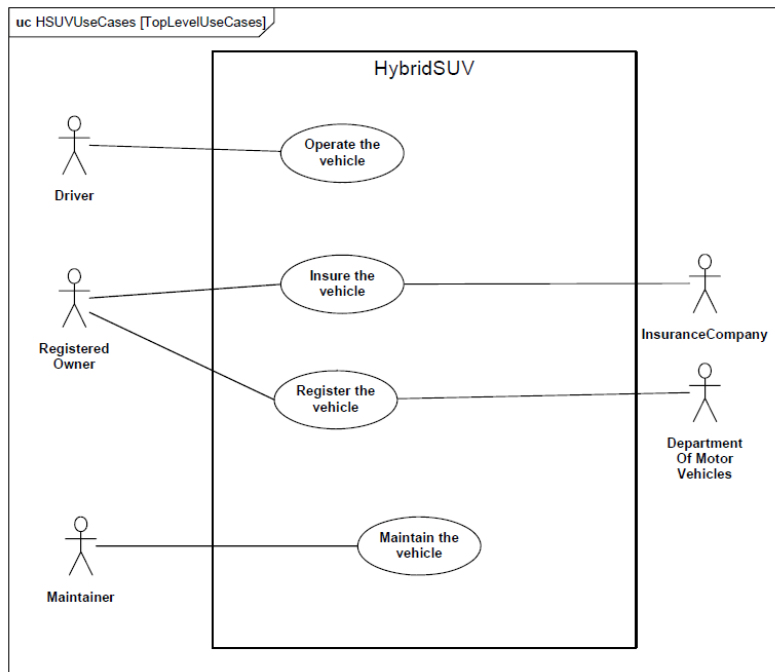 uc HSUVUseCases [TopLevelUseCases]
HybridSUV
Operate the
vehicle
Driver
Insure the
vehicle
Registered
Owner
InsuranceCompany
Register the
vehicle
Department
Of Motor
Vehicles
Maintain the
vehicle
Maintainer